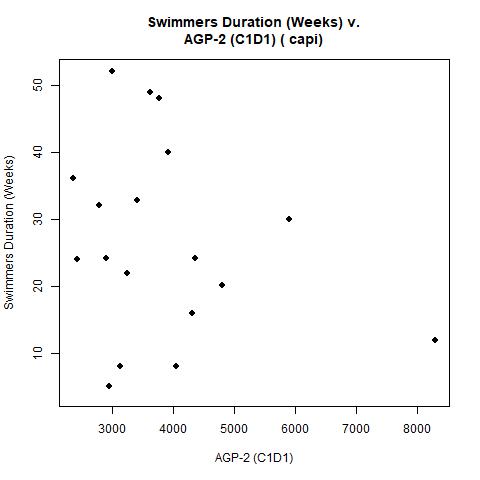 Swimmers Duration (Weeks) v.
AGP-2 (C1D1) ( capi)
Swimmers Duration (Weeks)
50
40
30
20
10
3000 4000 5000 6000 7000 8000
AGP-2 (C1D1)